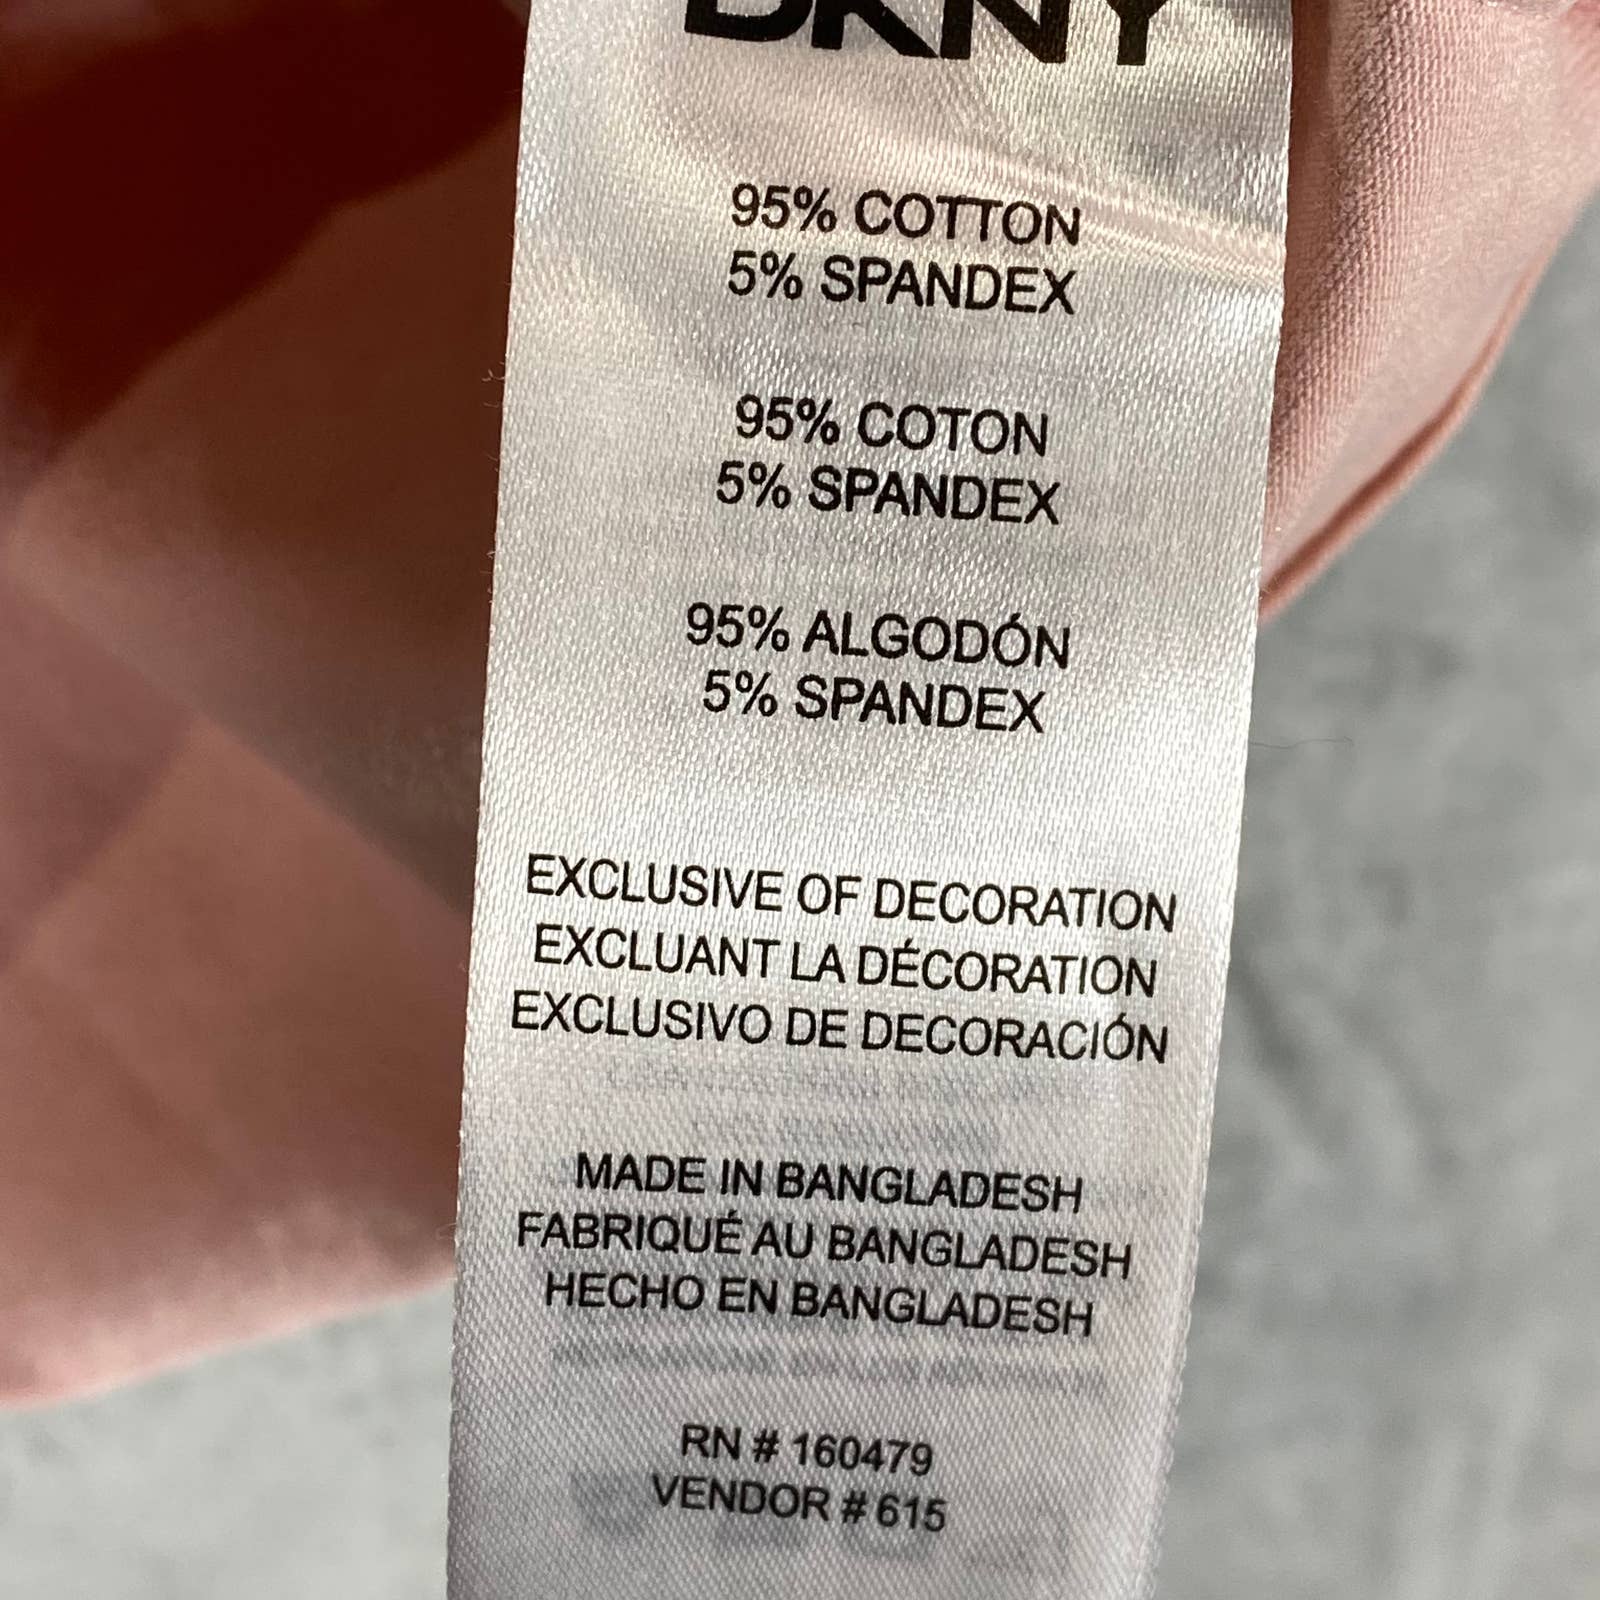 DKNY
95% COTTON
5% SPANDEX
95% COTON
5% SPANDEX
95% ALGODÓN
5% SPANDEX
EXCLUSIVE OF DECORATION
EXCLUANT LA DÉCORATION
EXCLUSIVO DE DECORACIÓN
MADE IN BANGLADESH
FABRIQUÉ AU BANGLADESH
HECHO EN BANGLADESH
RN # 160479
VENDOR # 615